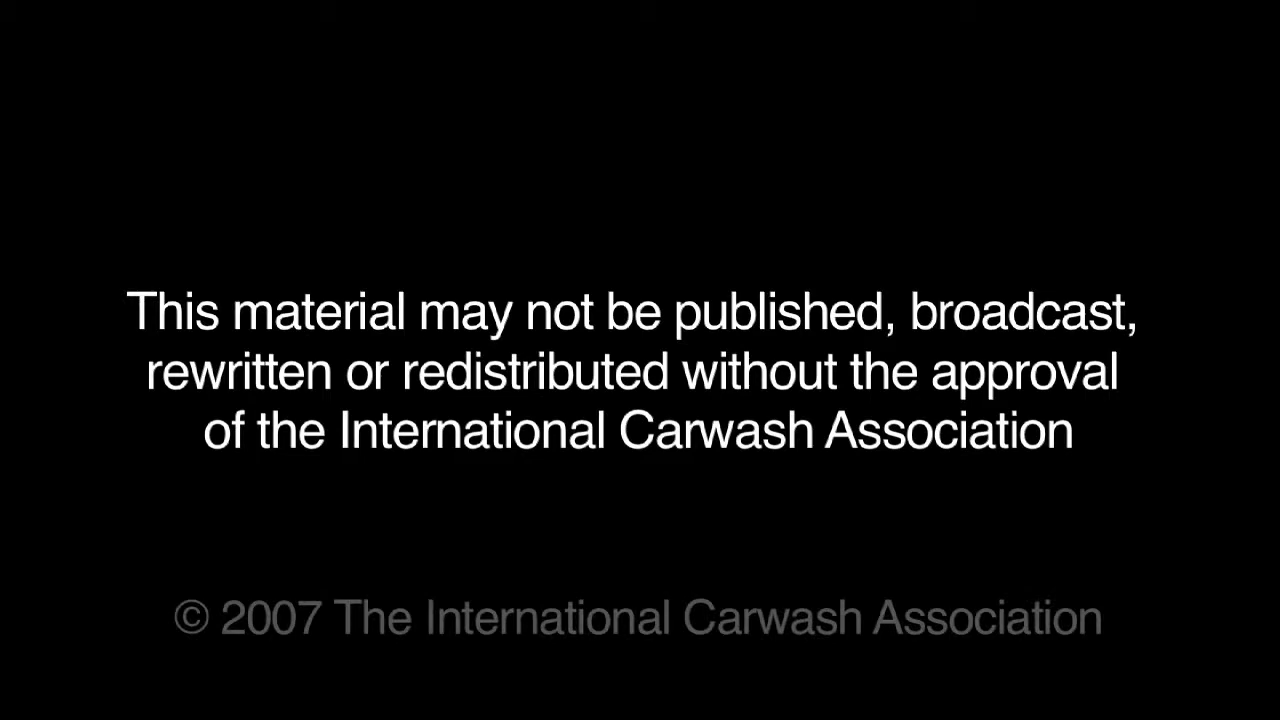 This material may not be published, broadcast,
rewritten or redistributed without the approval
of the International Carwash Association
© 2007 The International Carwash Association